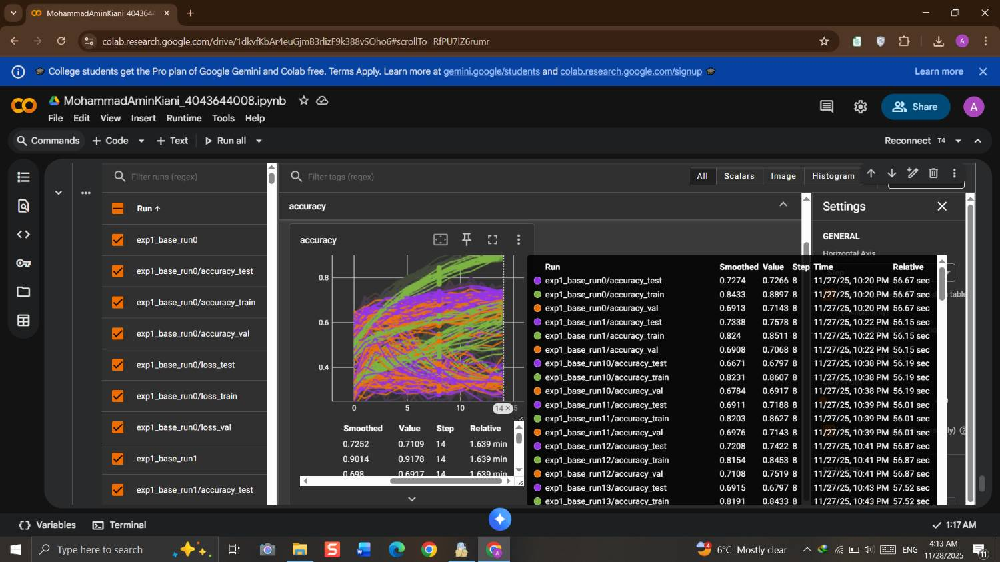 MohammadAminKiani_404364
colab.research.google.com/drive/1dkvfKbAr4euGjmB3rlizF9k388vSOho6#scrollTo=RfPU7lZ6rumr
A
College students get the Pro plan of Google Gemini and Colab free. Terms Apply. Learn more at gemini.google/students and colab.research.google.com/signup
Learn more
MohammadAminKiani_4043644008.ipynb
File Edit View Insert Runtime Tools Help
Share
A
Commands + Code + Text Run all
Reconnect T4
Filter runs (regex)
Filter tags (regex)
All Scalars Image Histogram
Run
exp1_base_run0
exp1_base_run0/accuracy_test
exp1_base_run0/accuracy_train
exp1_base_run0/accuracy_val
exp1_base_run0/loss_test
exp1_base_run0/loss_train
exp1_base_run0/loss_val
exp1_base_run1
exp1_base_run1/accuracy_test
accuracy
accuracy
0.8
0.6
0.4
0 5 10 14 × 5
Smoothed Value Step Relative
0.7252 0.7109 14 1.639 min
0.9014 0.9178 14 1.639 min
0.698 0.6917 14 1.639 min
Settings
GENERAL
Horizontal Axis
Run Smoothed Value Step Time Relative
exp1_base_run0/accuracy_test 0.7274 0.7266 8 11/27/25, 10:20 PM 56.67 sec
exp1_base_run0/accuracy_train 0.8433 0.8897 8 11/27/25, 10:20 PM 56.67 sec
exp1_base_run0/accuracy_val 0.6913 0.7143 8 11/27/25, 10:20 PM 56.67 sec
exp1_base_run1/accuracy_test 0.7338 0.7578 8 11/27/25, 10:22 PM 56.15 sec
exp1_base_run1/accuracy_train 0.824 0.8511 8 11/27/25, 10:22 PM 56.15 sec
exp1_base_run1/accuracy_val 0.6908 0.7068 8 11/27/25, 10:22 PM 56.15 sec
exp1_base_run10/accuracy_test 0.6671 0.6797 8 11/27/25, 10:38 PM 56.19 sec
exp1_base_run10/accuracy_train 0.8231 0.8607 8 11/27/25, 10:38 PM 56.19 sec
exp1_base_run10/accuracy_val 0.6784 0.6917 8 11/27/25, 10:38 PM 56.19 sec
exp1_base_run11/accuracy_test 0.6911 0.7188 8 11/27/25, 10:39 PM 56.01 sec
exp1_base_run11/accuracy_train 0.8203 0.8627 8 11/27/25, 10:39 PM 56.01 sec
exp1_base_run11/accuracy_val 0.6976 0.7143 8 11/27/25, 10:39 PM 56.01 sec
exp1_base_run12/accuracy_test 0.7208 0.7422 8 11/27/25, 10:41 PM 56.87 sec
exp1_base_run12/accuracy_train 0.8154 0.8453 8 11/27/25, 10:41 PM 56.87 sec
exp1_base_run12/accuracy_val 0.7108 0.7519 8 11/27/25, 10:41 PM 56.87 sec
exp1_base_run13/accuracy_test 0.6915 0.6797 8 11/27/25, 10:43 PM 57.52 sec
exp1_base_run13/accuracy_train 0.8191 0.8433 8 11/27/25, 10:43 PM 57.52 sec
Variables Terminal
1:17 AM
Type here to search
6°C Mostly clear
ENG
4:13 AM
11/28/2025
11